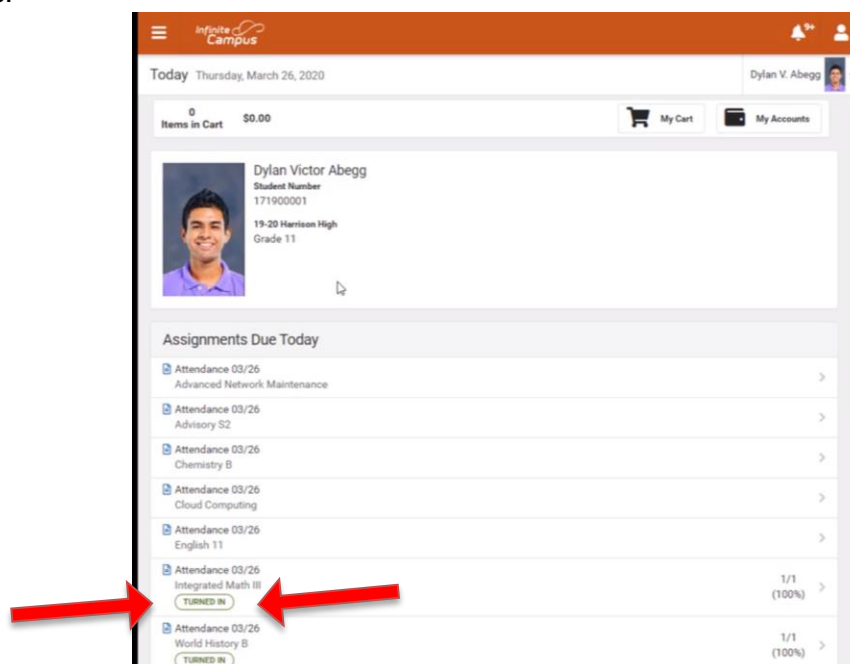 Infinite
Campus
9+
Today Thursday, March 26, 2020
Dylan V. Abegg
0
Items in Cart
$0.00
My Cart
My Accounts
Dylan Victor Abegg
Student Number
171900001
19-20 Harrison High
Grade 11
Assignments Due Today
Attendance 03/26
Advanced Network Maintenance
Attendance 03/26
Advisory S2
Attendance 03/26
Chemistry B
Attendance 03/26
Cloud Computing
Attendance 03/26
English 11
Attendance 03/26
Integrated Math III
TURNED IN
1/1
(100%)
Attendance 03/26
World History B
TURNED IN
1/1
(100%)